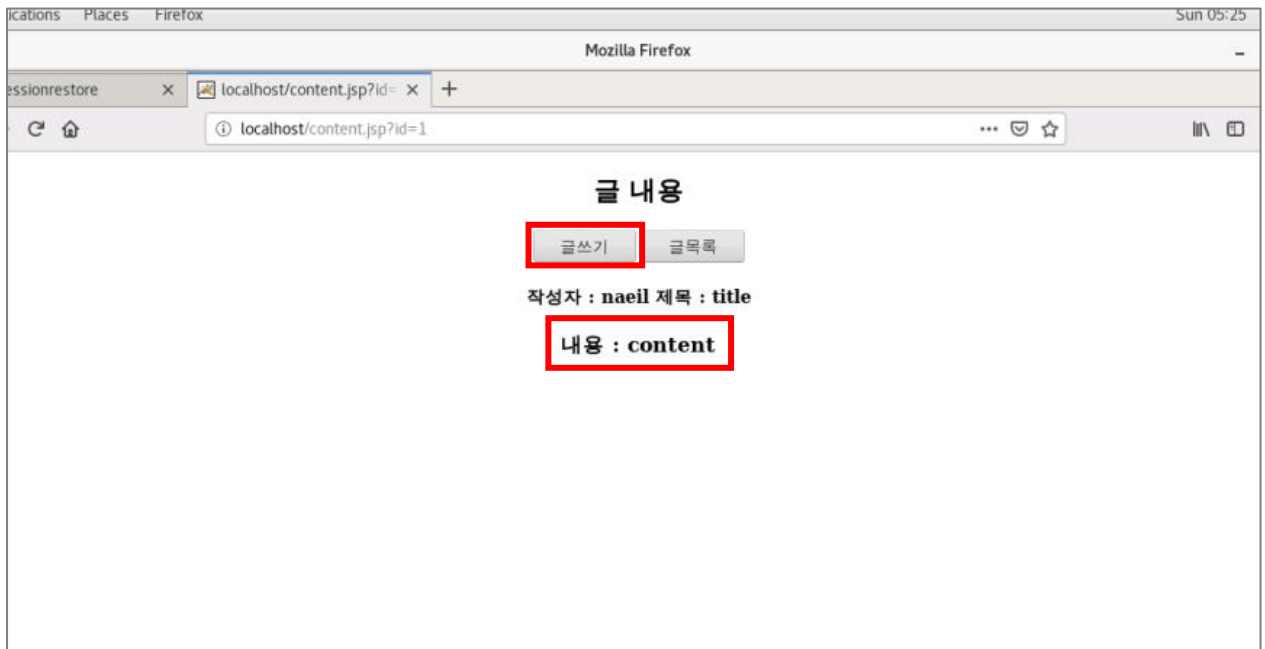 ications Places Firefox Sun 05:25
Mozilla Firefox
essionrestore localhost/content.jsp?id=
localhost/content.jsp?id=1
글 내용
글쓰기 글목록
작성자 : naeil 제목 : title
내용 : content